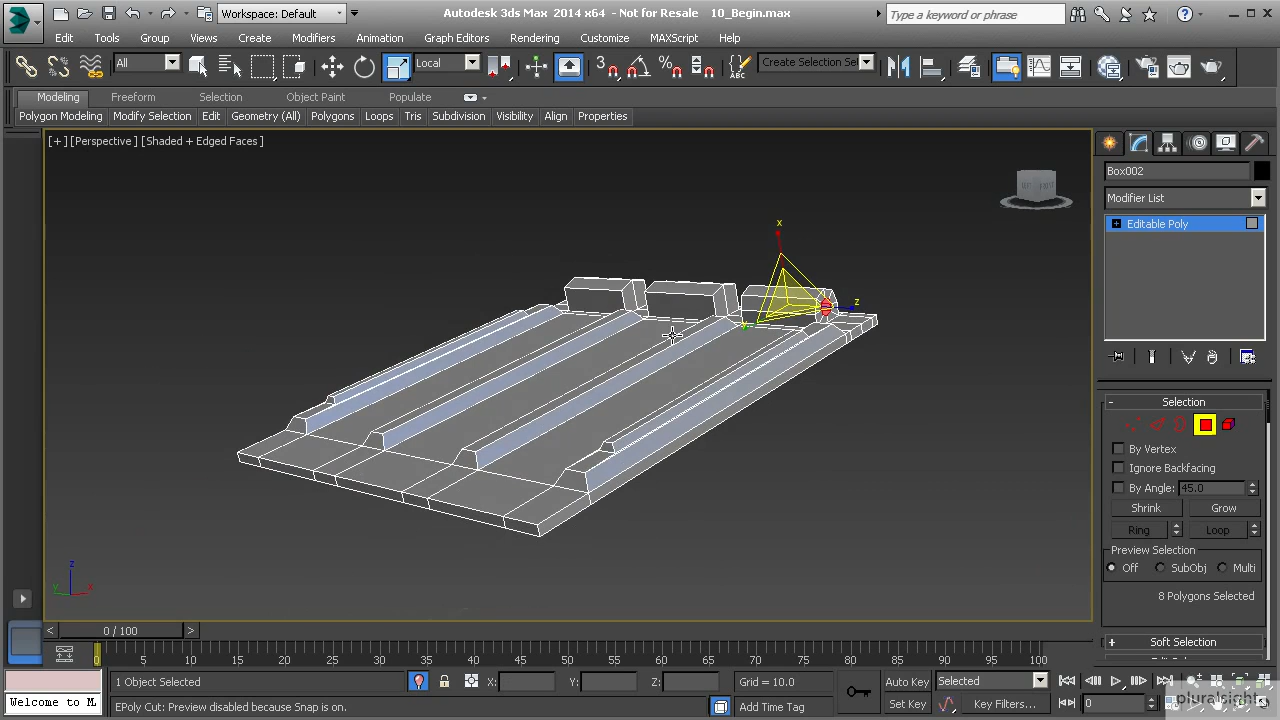 Workspace: Default
Autodesk 3ds Max 2014 x64 - Not for Resale 10_Begin.max
Type a keyword or phrase
Edit Tools Group Views Create Modifiers Animation Graph Editors Rendering Customize MAXScript Help
All
Local
3
Create Selection Se
Modeling Freeform Selection Object Paint Populate
Polygon Modeling Modify Selection Edit Geometry (All) Polygons Loops Tris Subdivision Visibility Align Properties
[+] [Perspective] [Shaded + Edged Faces]
Box002
Modifier List
Editable Poly
x
z
y
Selection
By Vertex
Ignore Backfacing
By Angle: 45.0
Shrink Grow
Ring Loop
Preview Selection
Off SubObj Multi
8 Polygons Selected
Soft Selection
z
y x
< 0 / 100 >
0 5 10 15 20 25 30 35 40 45 50 55 60 65 70 75 80 85 90 95 100
1 Object Selected X: Y: Z: Grid = 10.0 Auto Key Selected
Welcome to M
EPoly Cut: Preview disabled because Snap is on. Add Time Tag Set Key Key Filters... 0
pluralsight